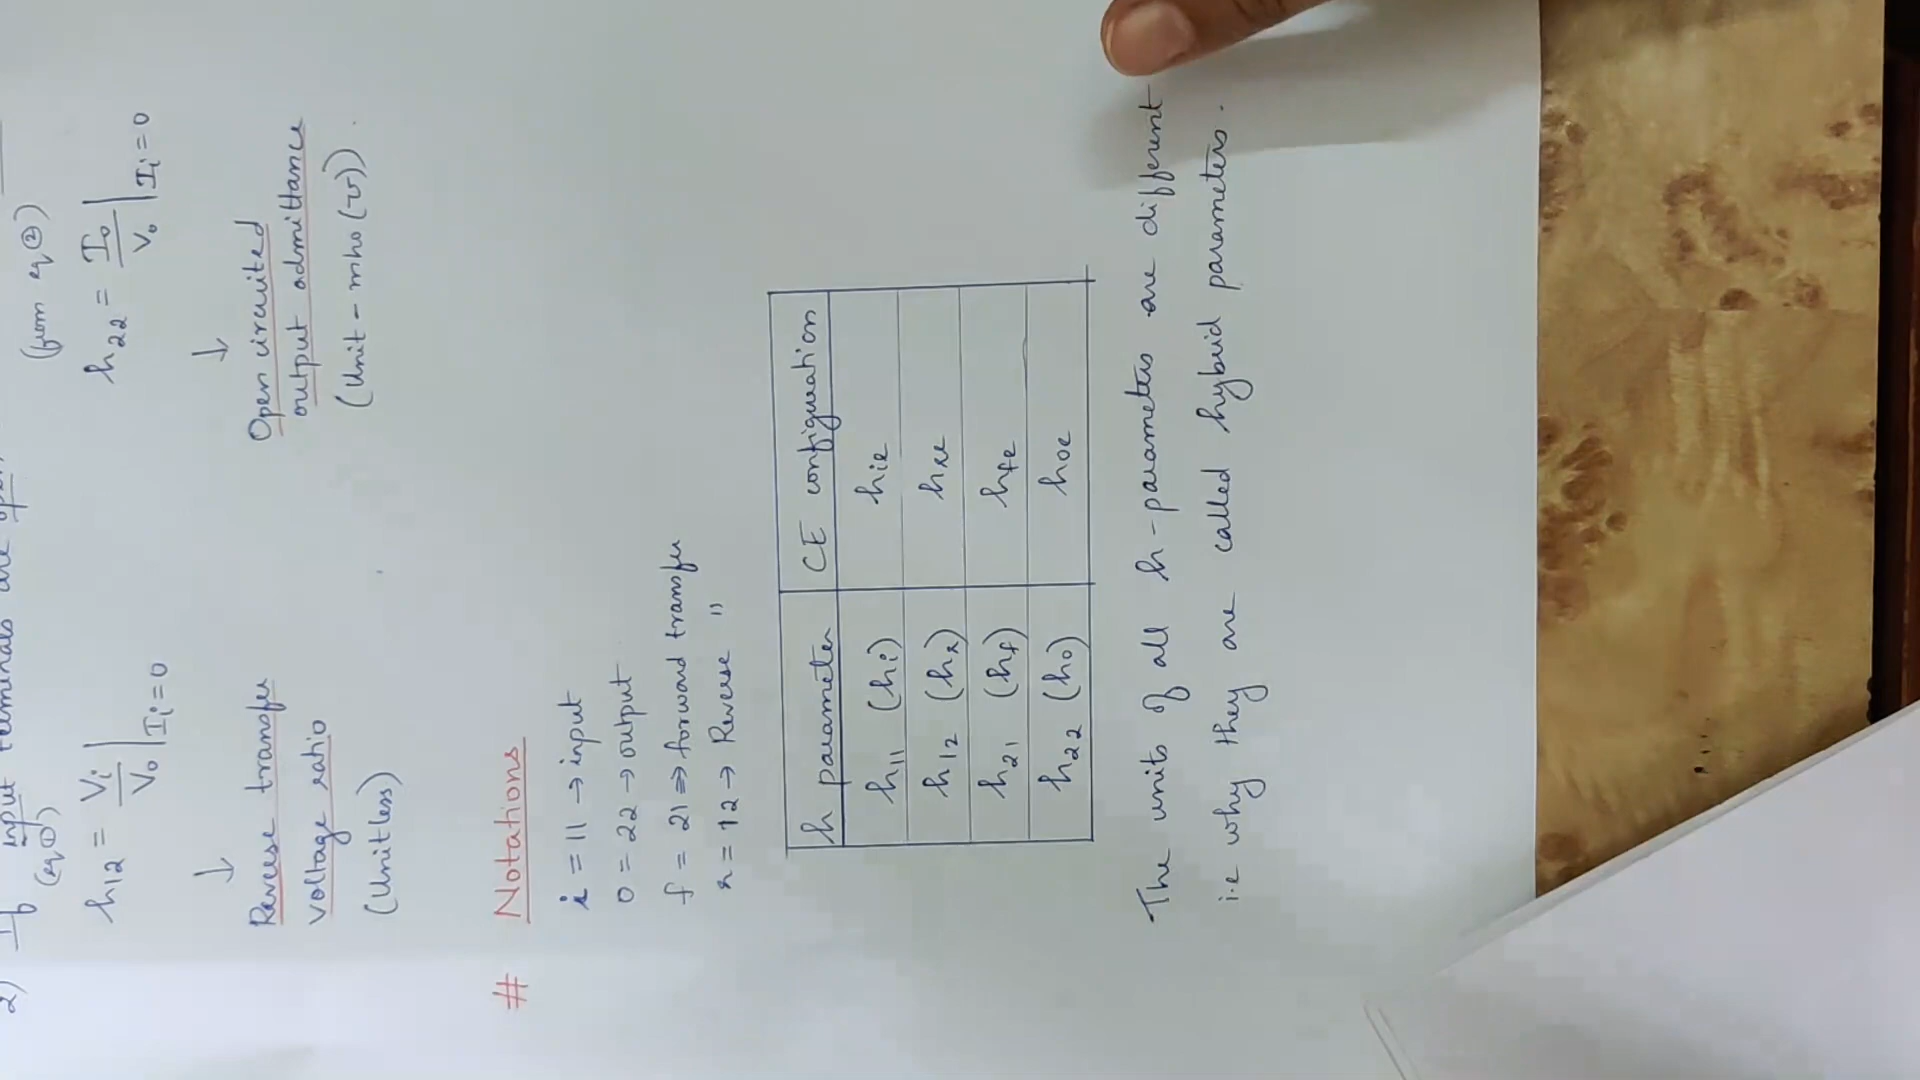 2) If input terminals are open
(eq ①)
(from eq ②)
h12 = Vi/Vo | Ii = 0
h22 = Io/Vo | Ii = 0
↓
↓
Reverse transfer
voltage ratio
(Unitless)
Open circuited
output admittance
(Unit - mho (℧)).
# Notations
i = 11 → input
o = 22 → output
f = 21 ⇒ forward transfer
r = 12 → Reverse "
h parameter CE configuration
h11 (hi) hie
h12 (hr) hre
h21 (hf) hfe
h22 (ho) hoe
The units of all h-parameters are different
i.e why they are called hybrid parameters.